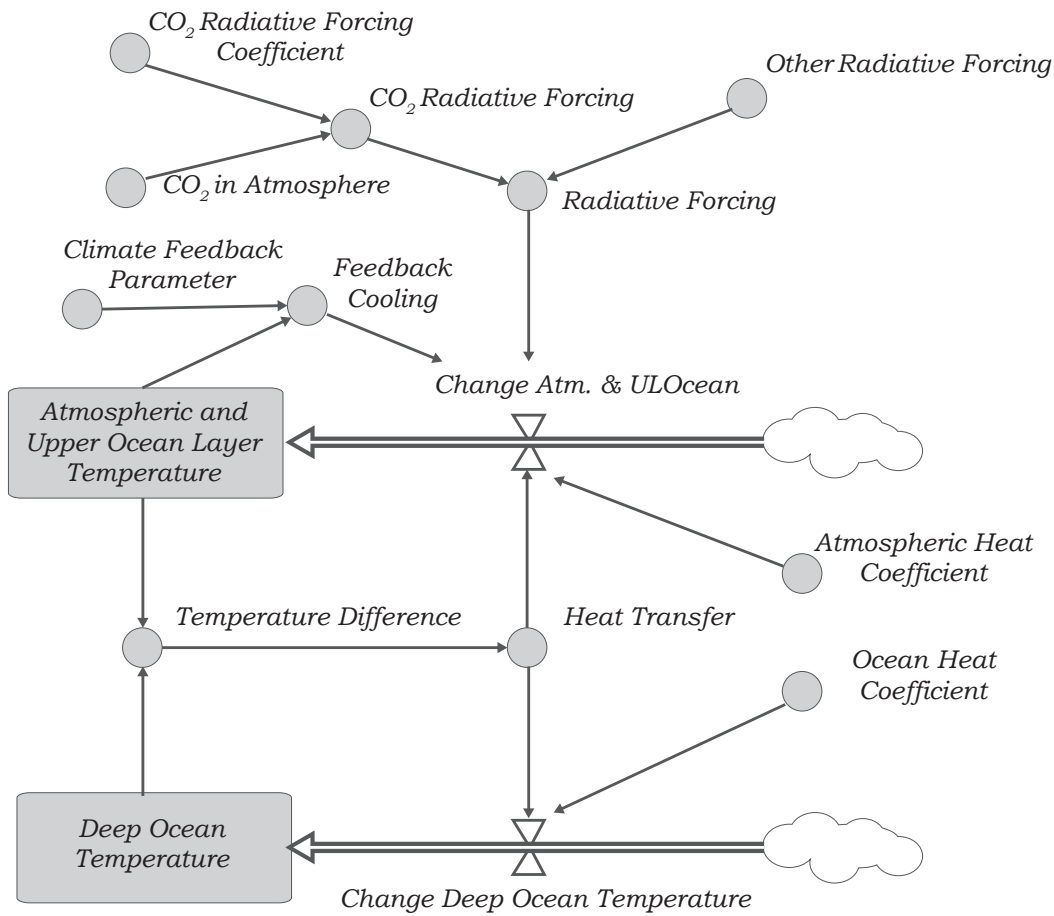 CO₂ Radiative Forcing
Coefficient
Other Radiative Forcing
CO₂ Radiative Forcing
CO₂ in Atmosphere
Radiative Forcing
Climate Feedback
Parameter
Feedback
Cooling
Change Atm. & ULOcean
Atmospheric and
Upper Ocean Layer
Temperature
Atmospheric Heat
Coefficient
Temperature Difference
Heat Transfer
Ocean Heat
Coefficient
Deep Ocean
Temperature
Change Deep Ocean Temperature